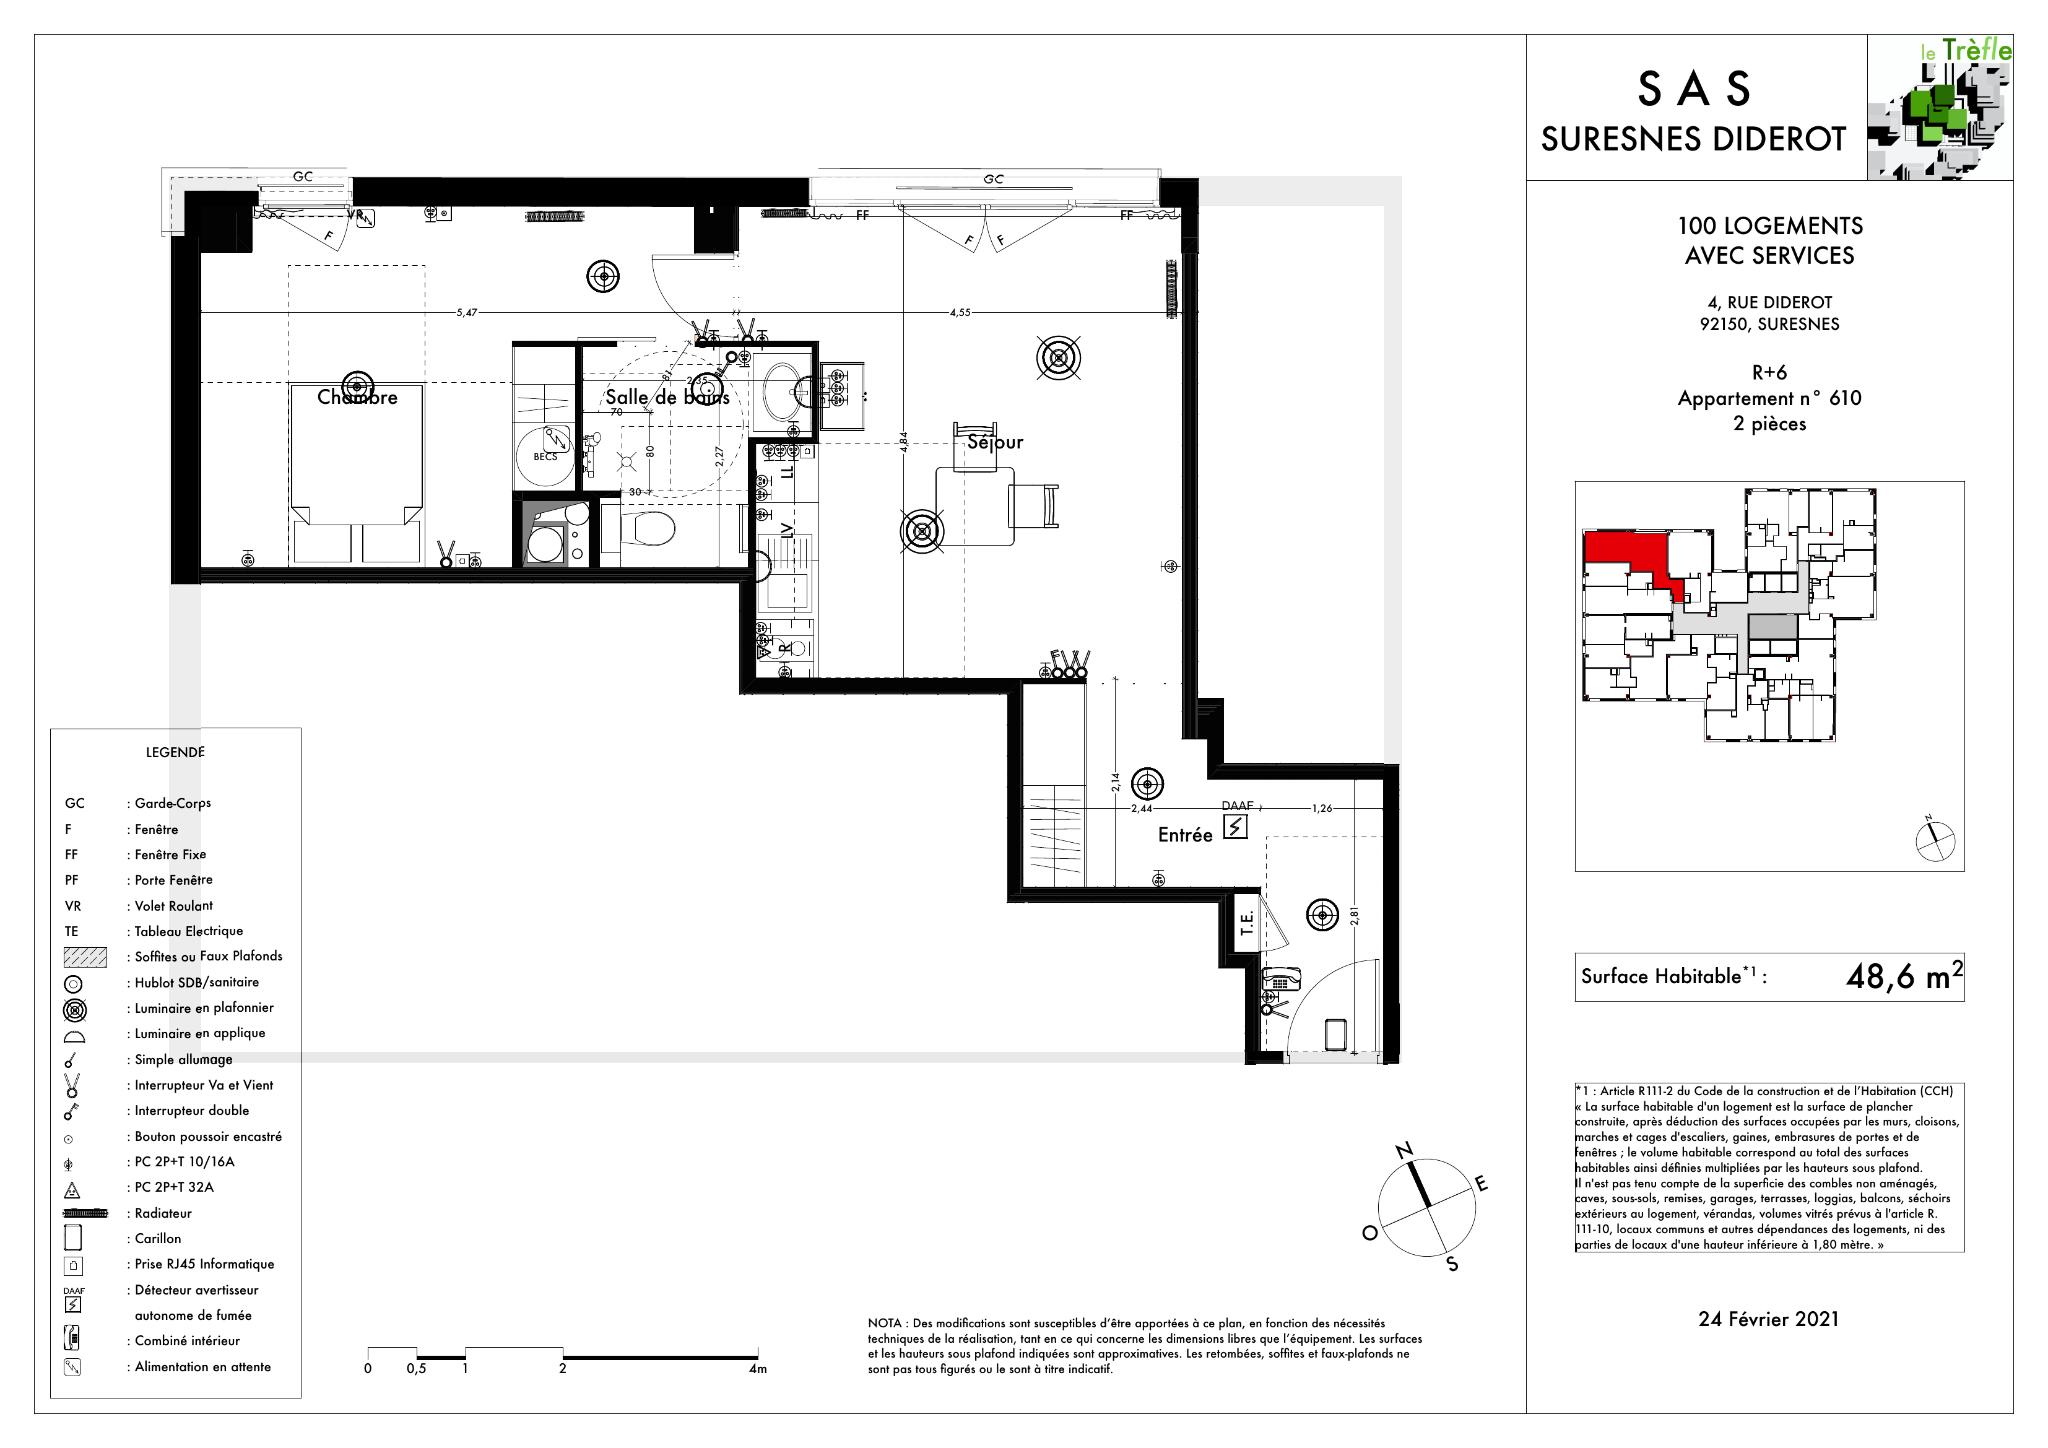 le Trèfle
S A S
SURESNES DIDEROT
100 LOGEMENTS
AVEC SERVICES
4, RUE DIDEROT
92150, SURESNES
R+6
Appartement n° 610
2 pièces
N
Surface Habitable*1 : 48,6 m2
*1 : Article R111-2 du Code de la construction et de l'Habitation (CCH)
« La surface habitable d'un logement est la surface de plancher
construite, après déduction des surfaces occupées par les murs, cloisons,
marches et cages d'escaliers, gaines, embrasures de portes et de
fenêtres ; le volume habitable correspond au total des surfaces
habitables ainsi définies multipliées par les hauteurs sous plafond.
Il n'est pas tenu compte de la superficie des combles non aménagés,
caves, sous-sols, remises, garages, terrasses, loggias, balcons, séchoirs
extérieurs au logement, vérandas, volumes vitrés prévus à l'article R.
111-10, locaux communs et autres dépendances des logements, ni des
parties de locaux d'une hauteur inférieure à 1,80 mètre. »
24 Février 2021
GC
GC
VR
F
FF
F
F
FF
5,47
4,55
Chambre
Salle de bains
2,35
81
70
80
2,27
30
BECS
4,84
Séjour
LL
LV
R
2,14
2,44
DAAF
1,26
Entrée
T.E.
2,81
LEGENDE
GC : Garde-Corps
F : Fenêtre
FF : Fenêtre Fixe
PF : Porte Fenêtre
VR : Volet Roulant
TE : Tableau Electrique
: Soffites ou Faux Plafonds
: Hublot SDB/sanitaire
: Luminaire en plafonnier
: Luminaire en applique
: Simple allumage
: Interrupteur Va et Vient
: Interrupteur double
: Bouton poussoir encastré
: PC 2P+T 10/16A
: PC 2P+T 32A
: Radiateur
: Carillon
: Prise RJ45 Informatique
DAAF : Détecteur avertisseur
autonome de fumée
: Combiné intérieur
: Alimentation en attente
0 0,5 1 2 4m
N
E
O
S
NOTA : Des modifications sont susceptibles d'être apportées à ce plan, en fonction des nécessités
techniques de la réalisation, tant en ce qui concerne les dimensions libres que l'équipement. Les surfaces
et les hauteurs sous plafond indiquées sont approximatives. Les retombées, soffites et faux-plafonds ne
sont pas tous figurés ou le sont à titre indicatif.